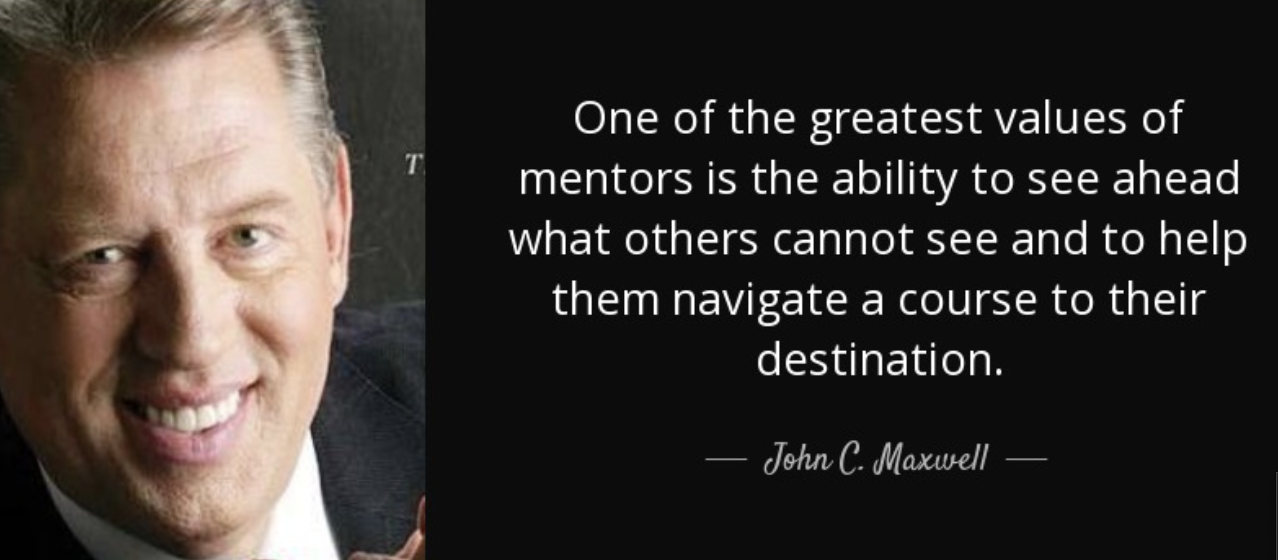 One of the greatest values of
mentors is the ability to see ahead
what others cannot see and to help
them navigate a course to their
destination.
John C. Maxwell